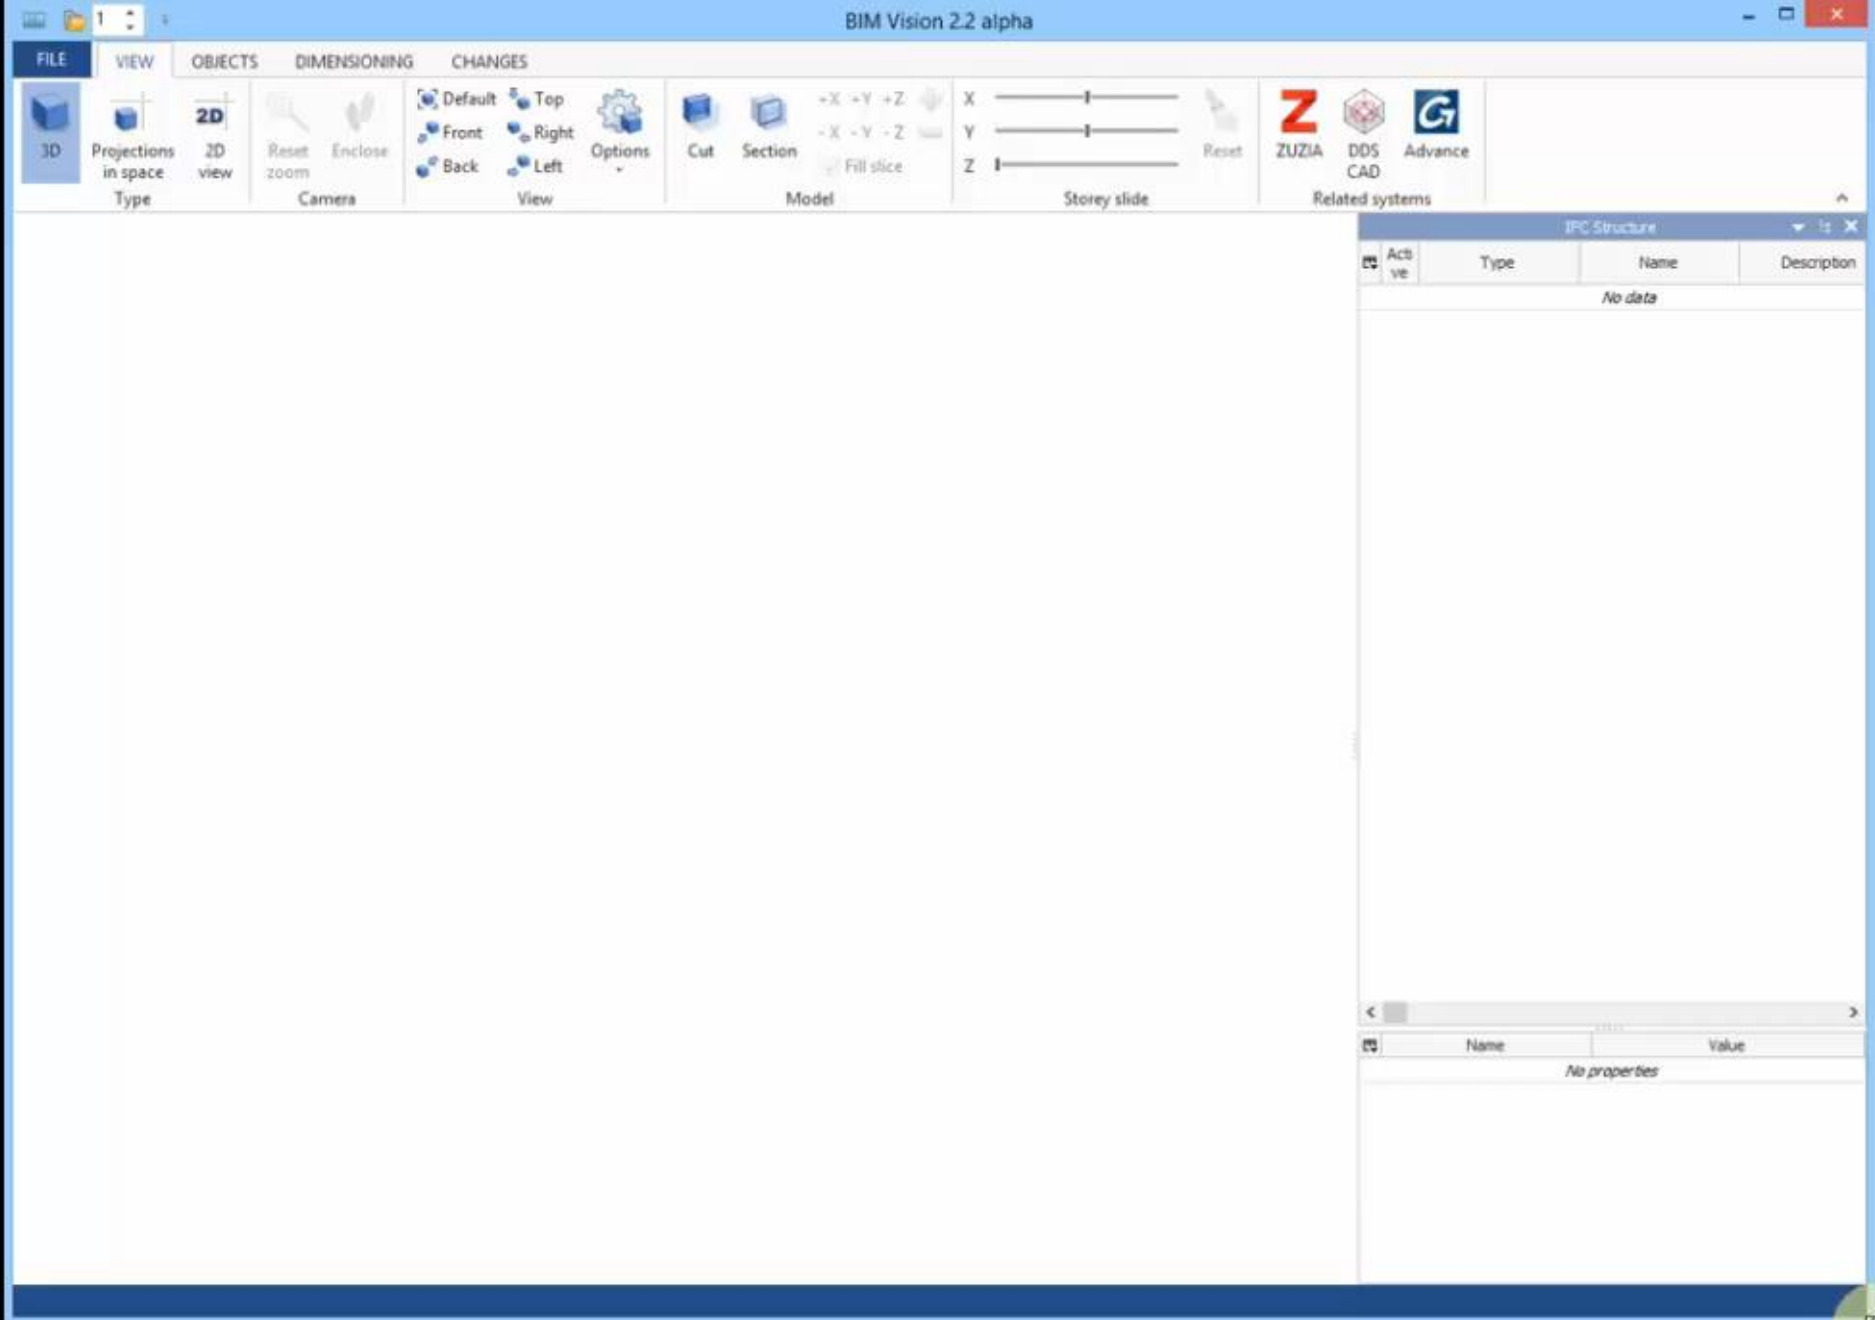 1
BIM Vision 2.2 alpha
FILE
VIEW
OBJECTS
DIMENSIONING
CHANGES
3D
Projections
in space
2D
2D
view
Type
Reset
zoom
Enclose
Camera
Default
Top
Front
Right
Back
Left
Options
View
Cut
Section
+X +Y +Z
-X -Y -Z
Fill slice
Model
X
Y
Z
Reset
Storey slide
Z
ZUZIA
DDS
CAD
G
Advance
Related systems
IFC Structure
Acti
ve
Type
Name
Description
No data
Name
Value
No properties